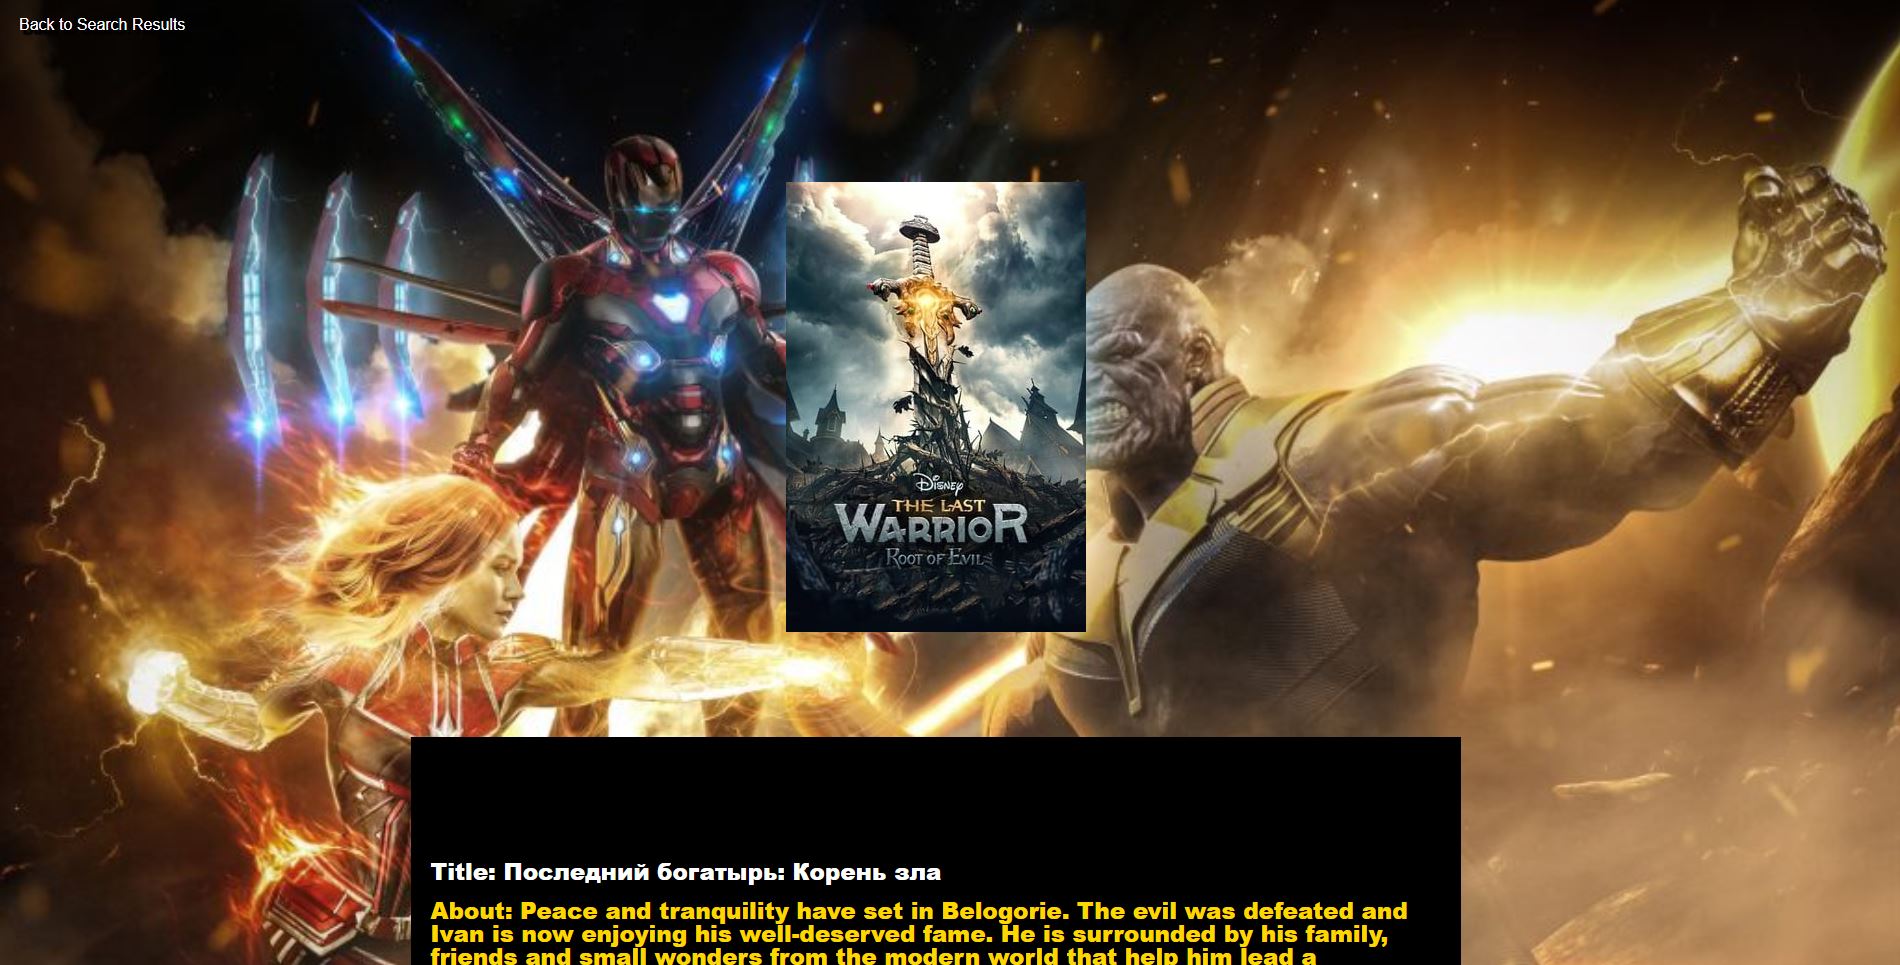 Back to Search Results
Disney
THE LAST
WARRIOR
ROOT OF EVIL
Title: Последний богатырь: Корень зла
About: Peace and tranquility have set in Belogorie. The evil was defeated and
Ivan is now enjoying his well-deserved fame. He is surrounded by his family,
friends and small wonders from the modern world that help him lead a